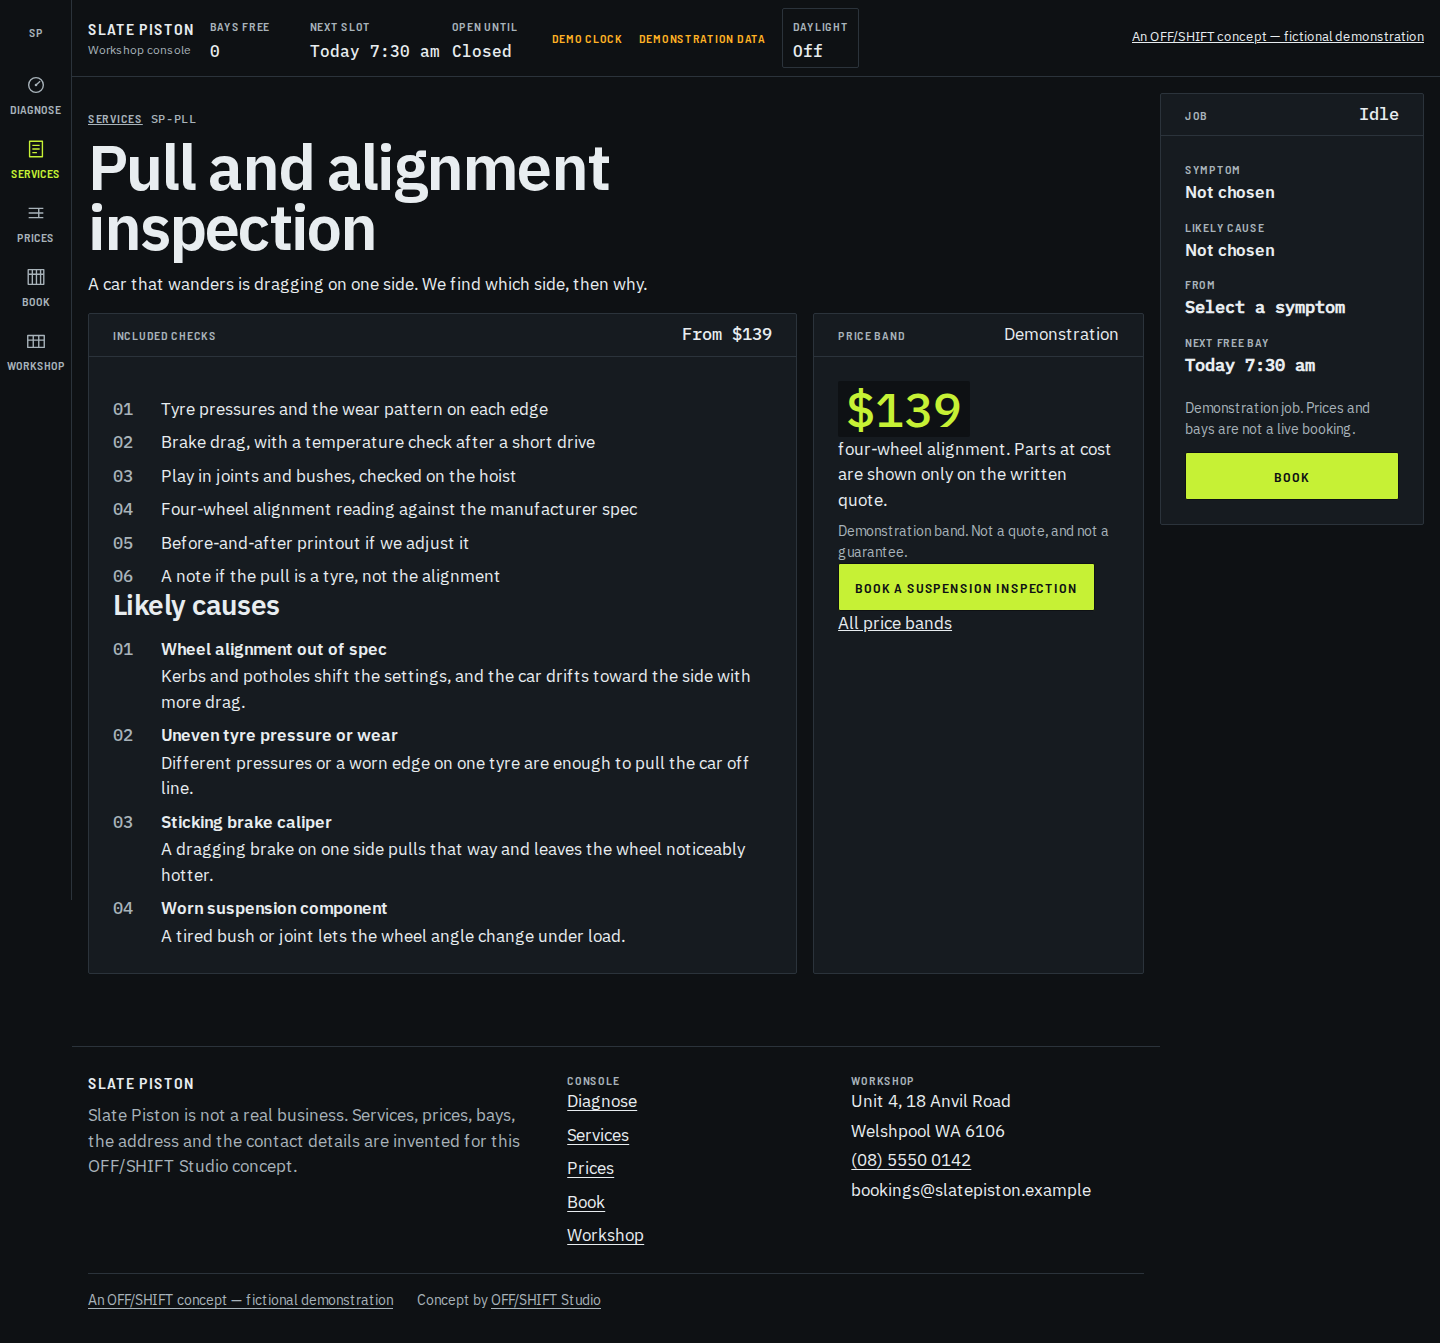 SP
DIAGNOSE
SERVICES
PRICES
BOOK
WORKSHOP
SLATE PISTON
Workshop console
BAYS FREE
0
NEXT SLOT
Today 7:30 am
OPEN UNTIL
Closed
DEMO CLOCK
DEMONSTRATION DATA
DAYLIGHT
Off
An OFF/SHIFT concept — fictional demonstration
SERVICES SP-PLL
Pull and alignment
inspection
A car that wanders is dragging on one side. We find which side, then why.
INCLUDED CHECKS From $139
01 Tyre pressures and the wear pattern on each edge
02 Brake drag, with a temperature check after a short drive
03 Play in joints and bushes, checked on the hoist
04 Four-wheel alignment reading against the manufacturer spec
05 Before-and-after printout if we adjust it
06 A note if the pull is a tyre, not the alignment
Likely causes
01 Wheel alignment out of spec
Kerbs and potholes shift the settings, and the car drifts toward the side with
more drag.
02 Uneven tyre pressure or wear
Different pressures or a worn edge on one tyre are enough to pull the car off
line.
03 Sticking brake caliper
A dragging brake on one side pulls that way and leaves the wheel noticeably
hotter.
04 Worn suspension component
A tired bush or joint lets the wheel angle change under load.
PRICE BAND Demonstration
$139
four-wheel alignment. Parts at cost
are shown only on the written
quote.
Demonstration band. Not a quote, and not a
guarantee.
BOOK A SUSPENSION INSPECTION
All price bands
JOB Idle
SYMPTOM
Not chosen
LIKELY CAUSE
Not chosen
FROM
Select a symptom
NEXT FREE BAY
Today 7:30 am
Demonstration job. Prices and
bays are not a live booking.
BOOK
SLATE PISTON
Slate Piston is not a real business. Services, prices, bays,
the address and the contact details are invented for this
OFF/SHIFT Studio concept.
CONSOLE
Diagnose
Services
Prices
Book
Workshop
WORKSHOP
Unit 4, 18 Anvil Road
Welshpool WA 6106
(08) 5550 0142
bookings@slatepiston.example
An OFF/SHIFT concept — fictional demonstration
Concept by OFF/SHIFT Studio